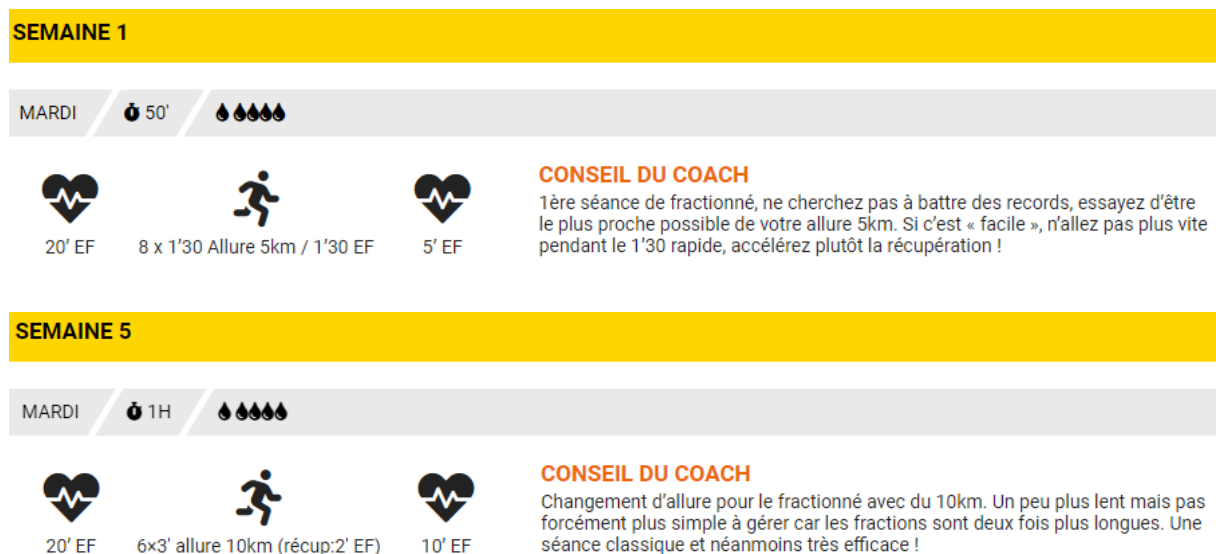 SEMAINE 1
MARDI 50'
CONSEIL DU COACH
1ère séance de fractionné, ne cherchez pas à battre des records, essayez d’être
le plus proche possible de votre allure 5km. Si c’est « facile », n’allez pas plus vite
pendant le 1’30 rapide, accélérez plutôt la récupération !
20’ EF
8 x 1’30 Allure 5km / 1’30 EF
5’ EF
SEMAINE 5
MARDI 1H
CONSEIL DU COACH
Changement d’allure pour le fractionné avec du 10km. Un peu plus lent mais pas
forcément plus simple à gérer car les fractions sont deux fois plus longues. Une
séance classique et néanmoins très efficace !
20’ EF
6×3’ allure 10km (récup:2’ EF)
10’ EF